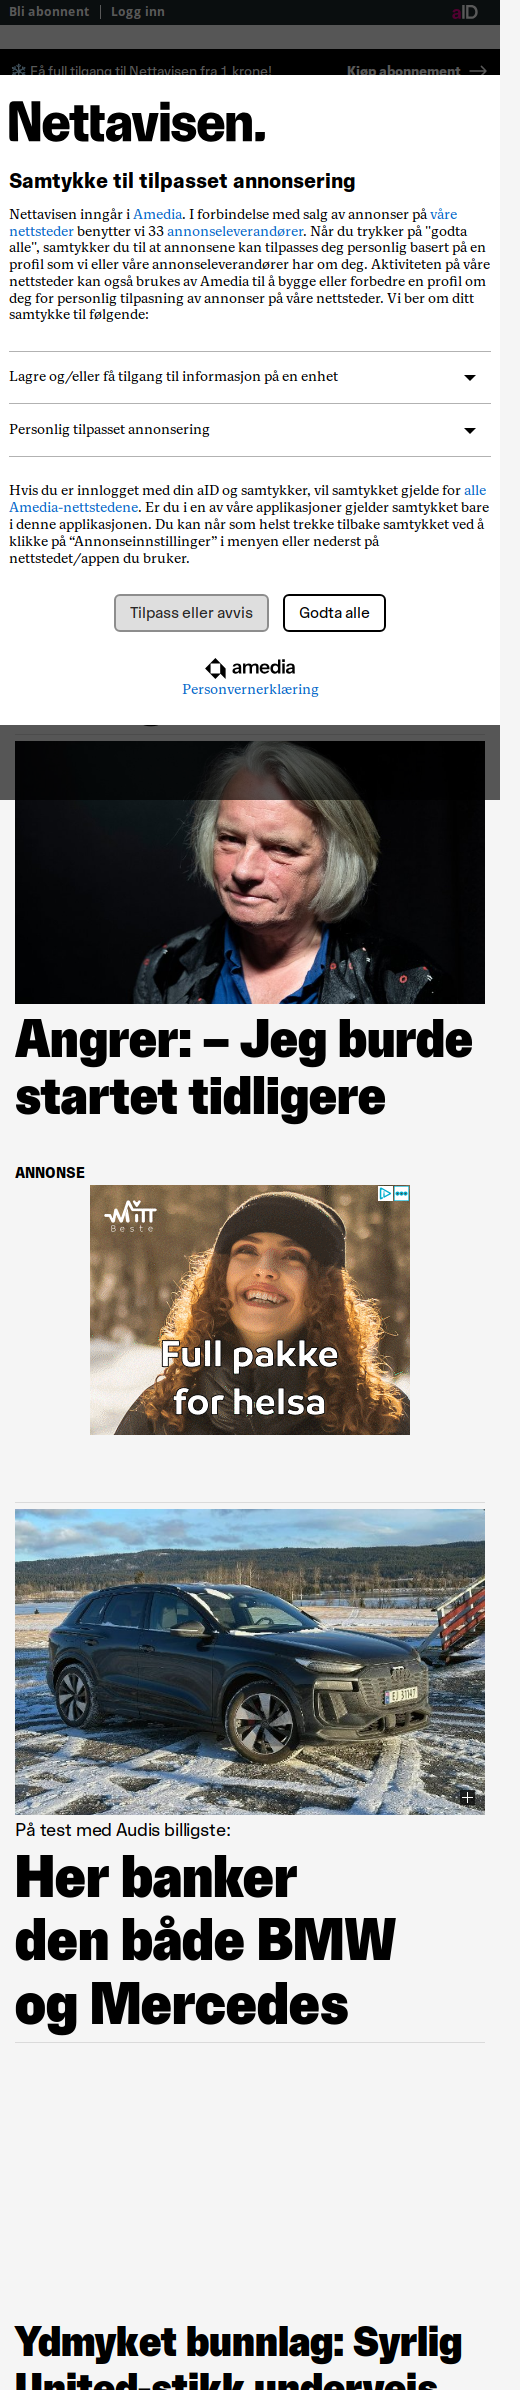 Bli abonnent | Logg inn
aID
Få full tilgang til Nettavisen fra 1 krone!
Kjøp abonnement
Nettavisen.
Samtykke til tilpasset annonsering
Nettavisen inngår i Amedia. I forbindelse med salg av annonser på våre
nettsteder benytter vi 33 annonseleverandører. Når du trykker på "godta
alle", samtykker du til at annonsene kan tilpasses deg personlig basert på en
profil som vi eller våre annonseleverandører har om deg. Aktiviteten på våre
nettsteder kan også brukes av Amedia til å bygge eller forbedre en profil om
deg for personlig tilpasning av annonser på våre nettsteder. Vi ber om ditt
samtykke til følgende:
Lagre og/eller få tilgang til informasjon på en enhet
Personlig tilpasset annonsering
Hvis du er innlogget med din aID og samtykker, vil samtykket gjelde for alle
Amedia-nettstedene. Er du i en av våre applikasjoner gjelder samtykket bare
i denne applikasjonen. Du kan når som helst trekke tilbake samtykket ved å
klikke på “Annonseinnstillinger” i menyen eller nederst på
nettstedet/appen du bruker.
Tilpass eller avvis
Godta alle
amedia
Personvernerklæring
Angrer: – Jeg burde
startet tidligere
ANNONSE
Mitt
Beste
Full pakke
for helsa
På test med Audis billigste:
Her banker
den både BMW
og Mercedes
Ydmyket bunnlag: Syrlig
United-stikk underveis